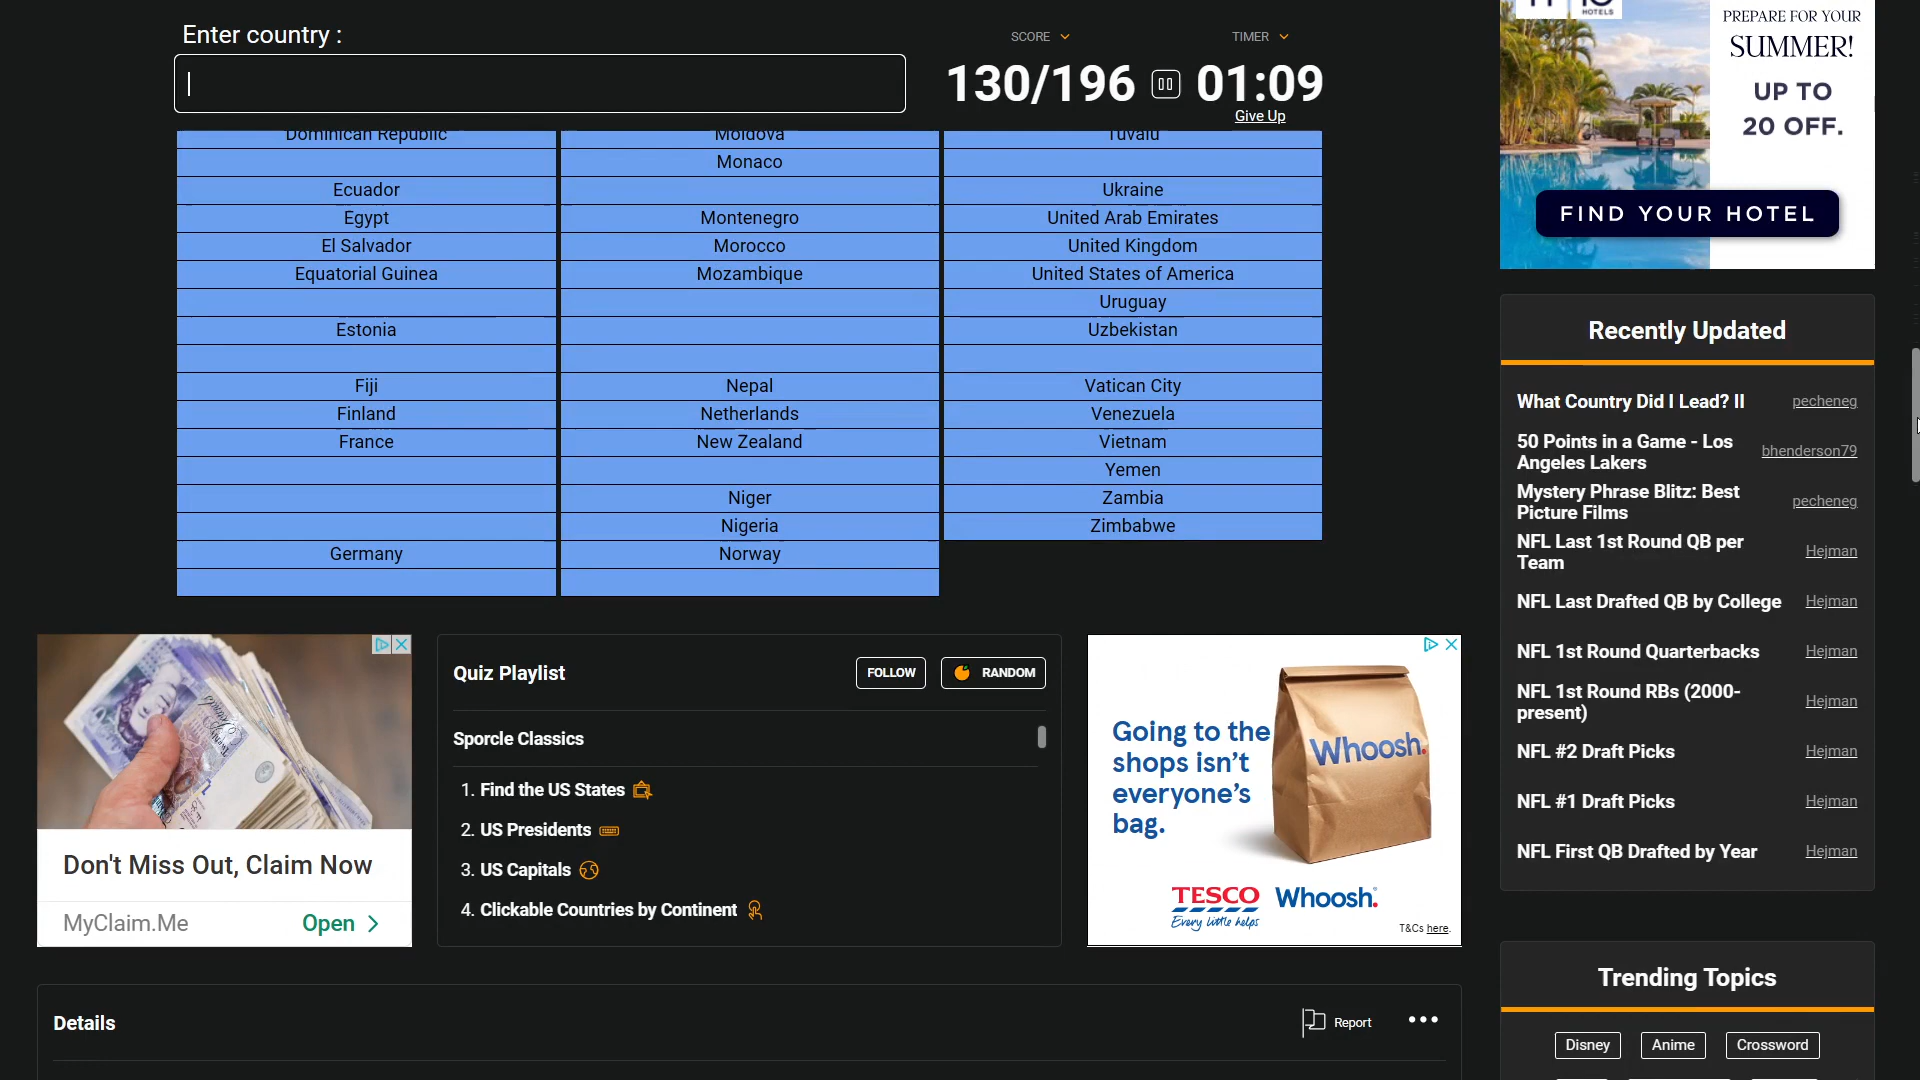 Enter country :
SCORE
TIMER
130/196
01:09
Give Up
Dominican Republic
Ecuador
Egypt
El Salvador
Equatorial Guinea
Estonia
Fiji
Finland
France
Germany
Moldova
Monaco
Montenegro
Morocco
Mozambique
Nepal
Netherlands
New Zealand
Niger
Nigeria
Norway
Tuvalu
Ukraine
United Arab Emirates
United Kingdom
United States of America
Uruguay
Uzbekistan
Vatican City
Venezuela
Vietnam
Yemen
Zambia
Zimbabwe
HOTELS
PREPARE FOR YOUR
SUMMER!
UP TO
20 OFF.
FIND YOUR HOTEL
Recently Updated
What Country Did I Lead? II pecheneg
50 Points in a Game - Los
Angeles Lakers bhenderson79
Mystery Phrase Blitz: Best
Picture Films pecheneg
NFL Last 1st Round QB per
Team Hejman
NFL Last Drafted QB by College Hejman
NFL 1st Round Quarterbacks Hejman
NFL 1st Round RBs (2000-
present) Hejman
NFL #2 Draft Picks Hejman
NFL #1 Draft Picks Hejman
NFL First QB Drafted by Year Hejman
Don't Miss Out, Claim Now
MyClaim.Me Open
Quiz Playlist
FOLLOW
RANDOM
Sporcle Classics
1. Find the US States
2. US Presidents
3. US Capitals
4. Clickable Countries by Continent
Going to the
shops isn't
everyone's
bag.
Whoosh.
TESCO Whoosh.
Every little helps
T&Cs here.
Details
Report
Trending Topics
Disney
Anime
Crossword